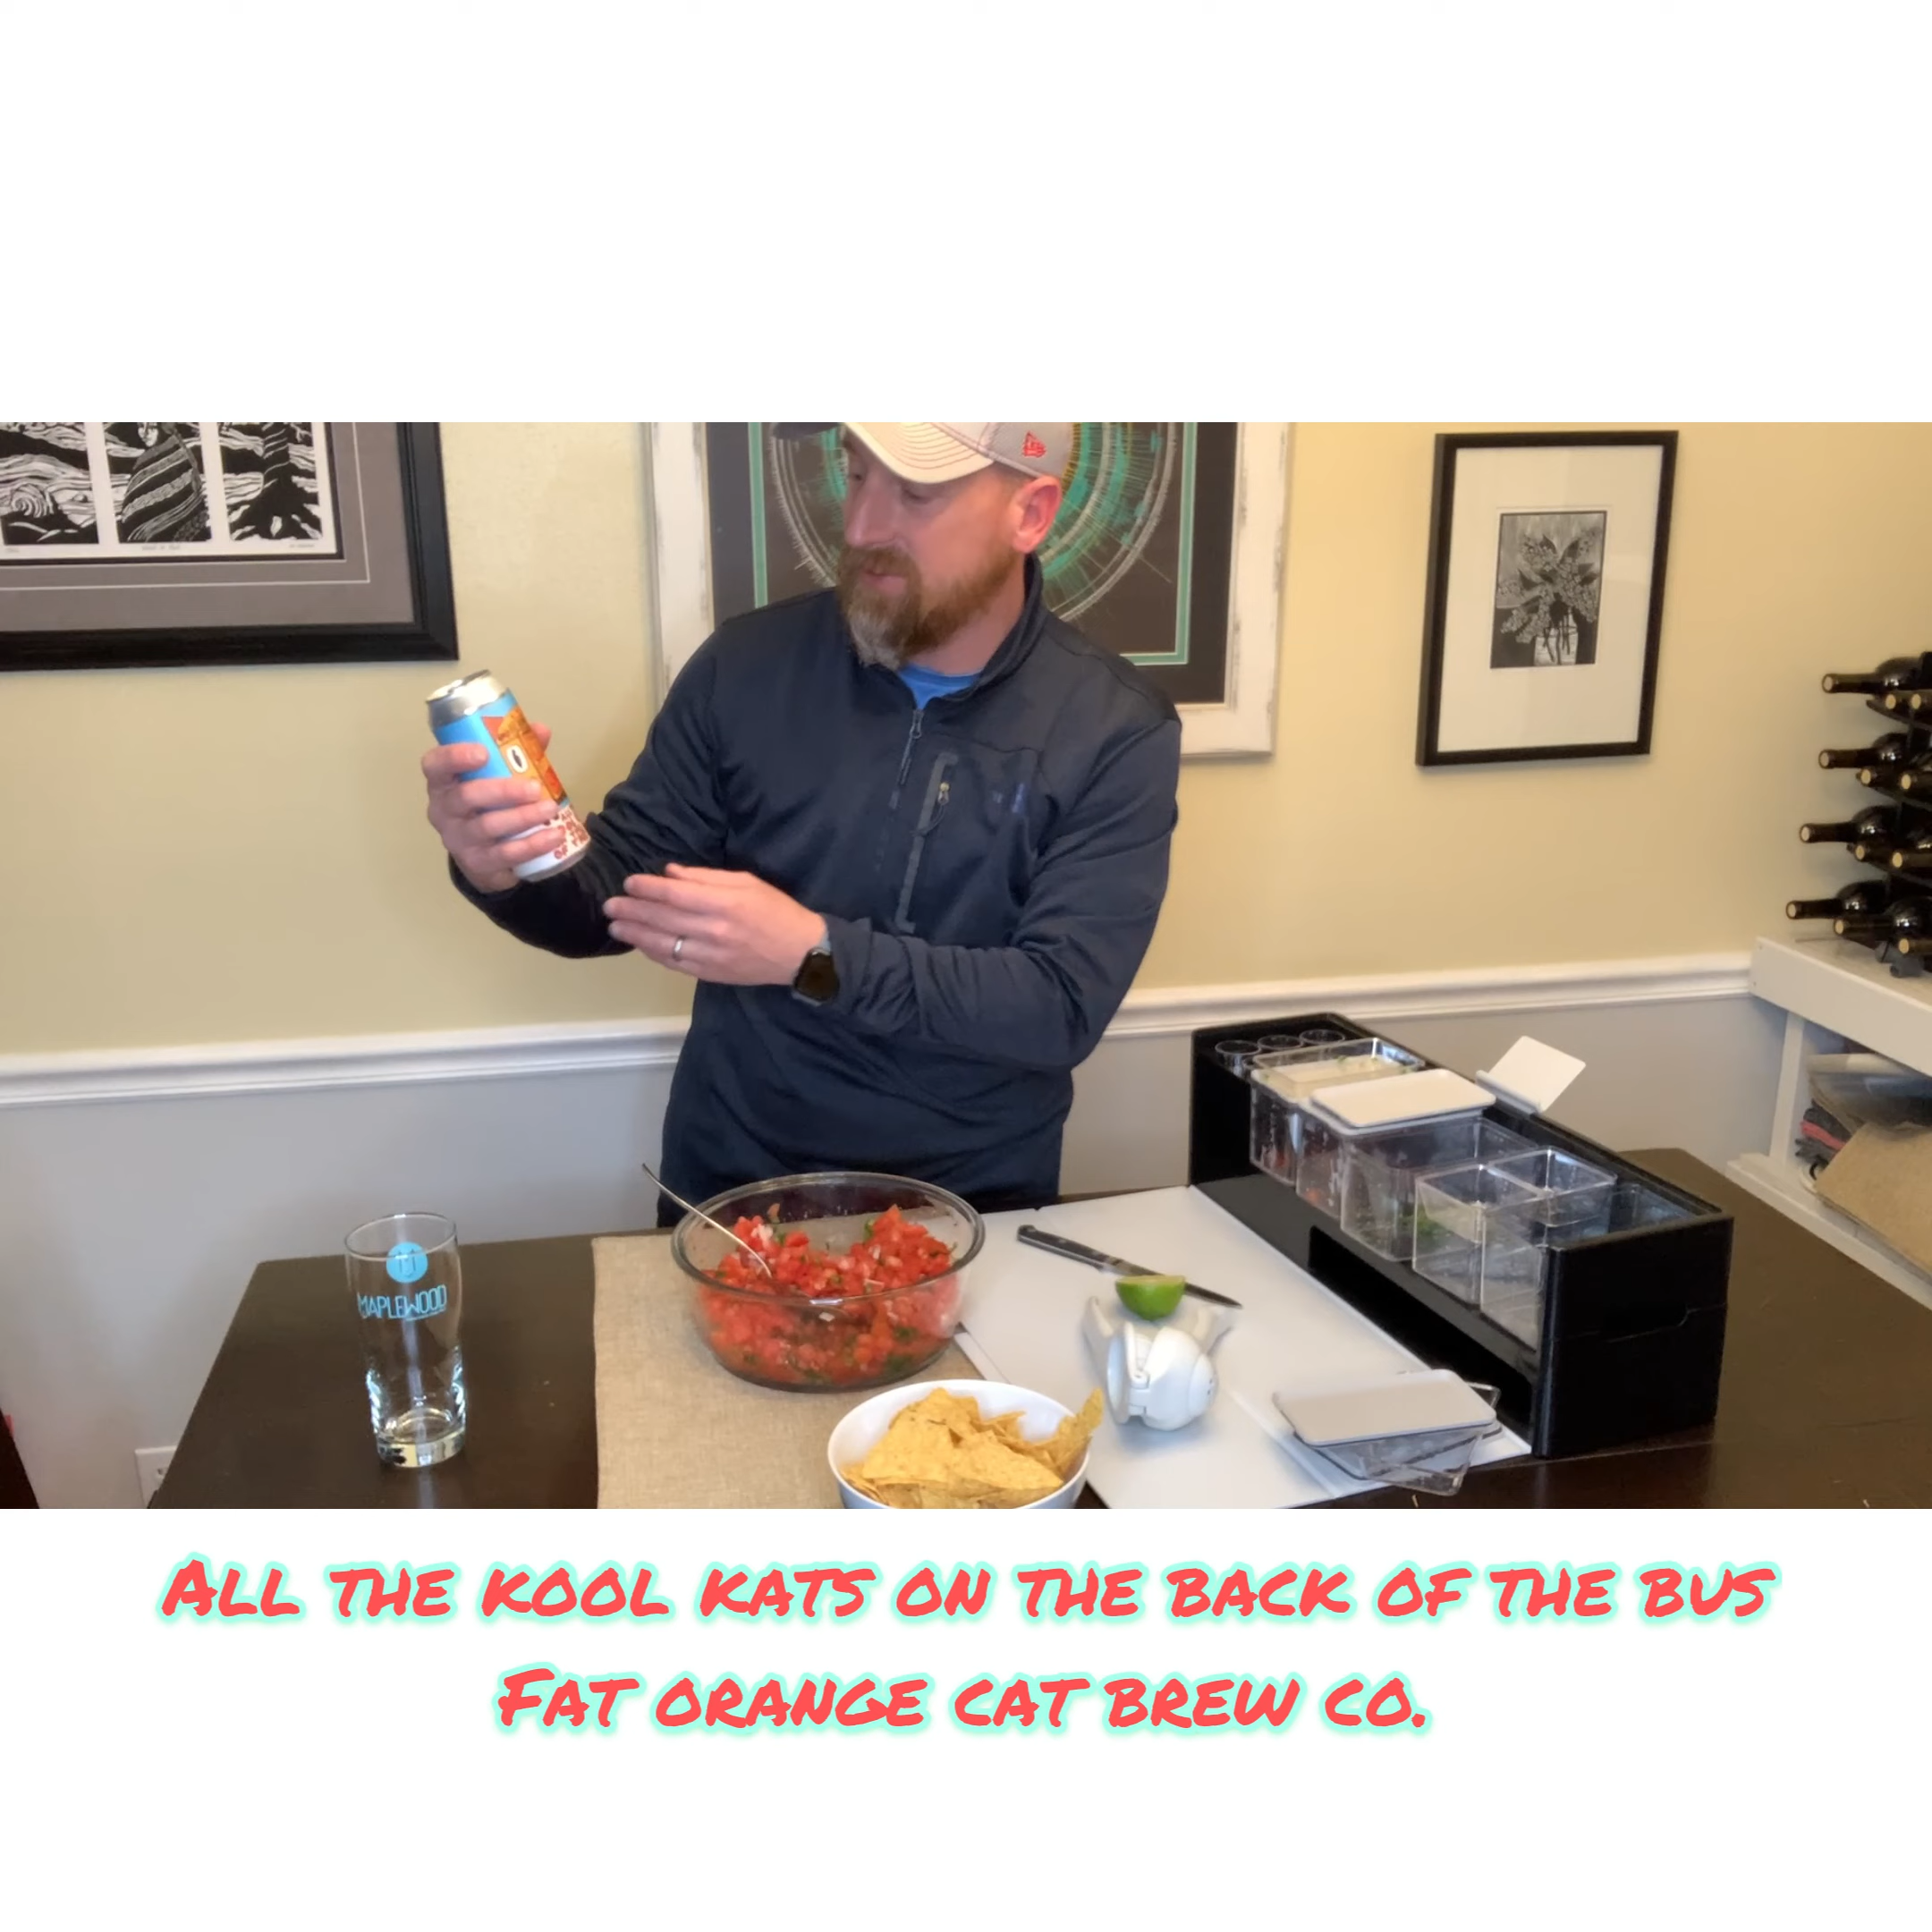 MAPLEWOOD
ALL THE KOOL KATS ON THE BACK OF THE BUS
FAT ORANGE CAT BREW CO.